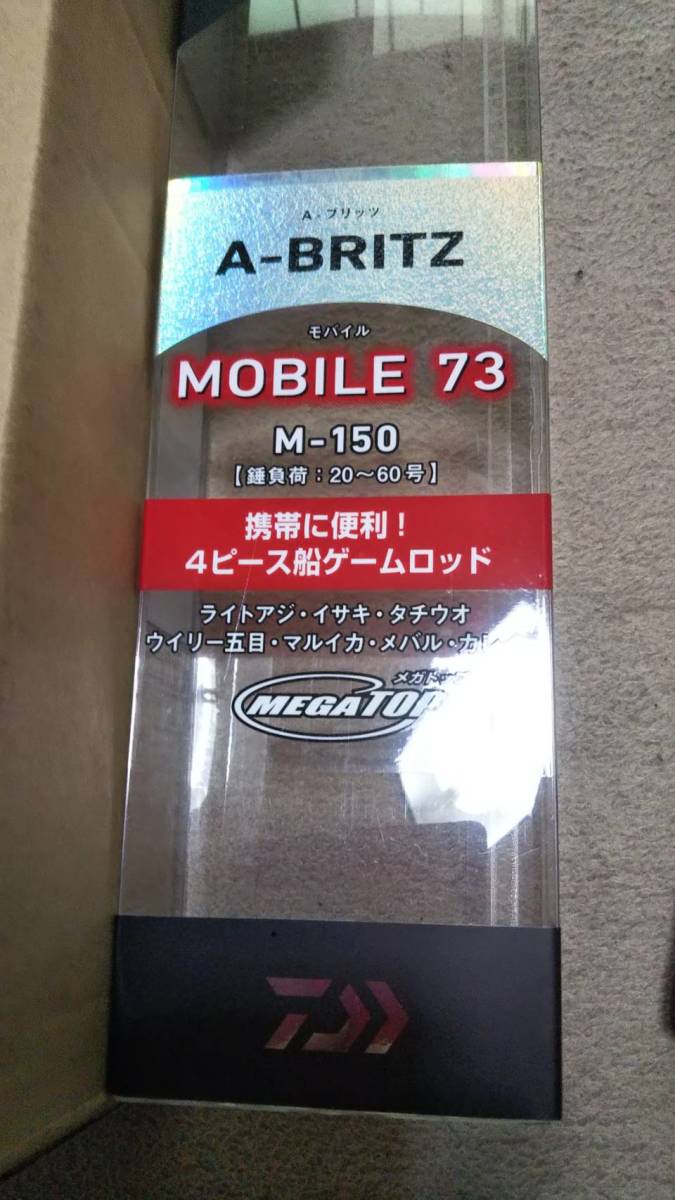 A・ブリッツ
A-BRITZ
モバイル
MOBILE 73
M-150
【錘負荷：20〜60号】
携帯に便利！
4ピース船ゲームロッド
ライトアジ・イサキ・タチウオ
ウイリー五目・マルイカ・メバル・
MEGATOP